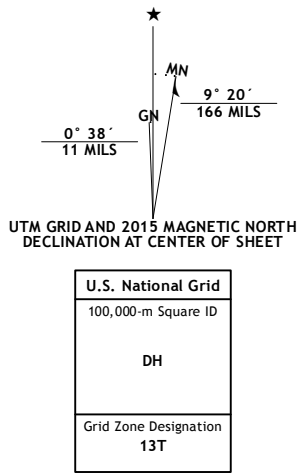 MN
GN
9° 20´
166 MILS
0° 38´
11 MILS
UTM GRID AND 2015 MAGNETIC NORTH
DECLINATION AT CENTER OF SHEET
U.S. National Grid
100,000-m Square ID
DH
Grid Zone Designation
13T